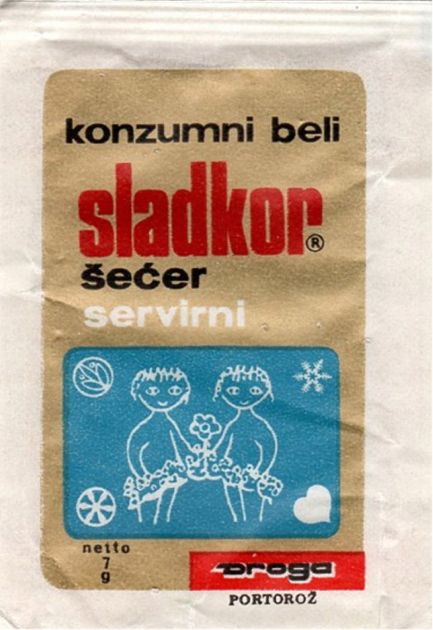 konzumni beli
sladkor®
šećer
servirni
netto
7
g
Droga
PORTOROŽ